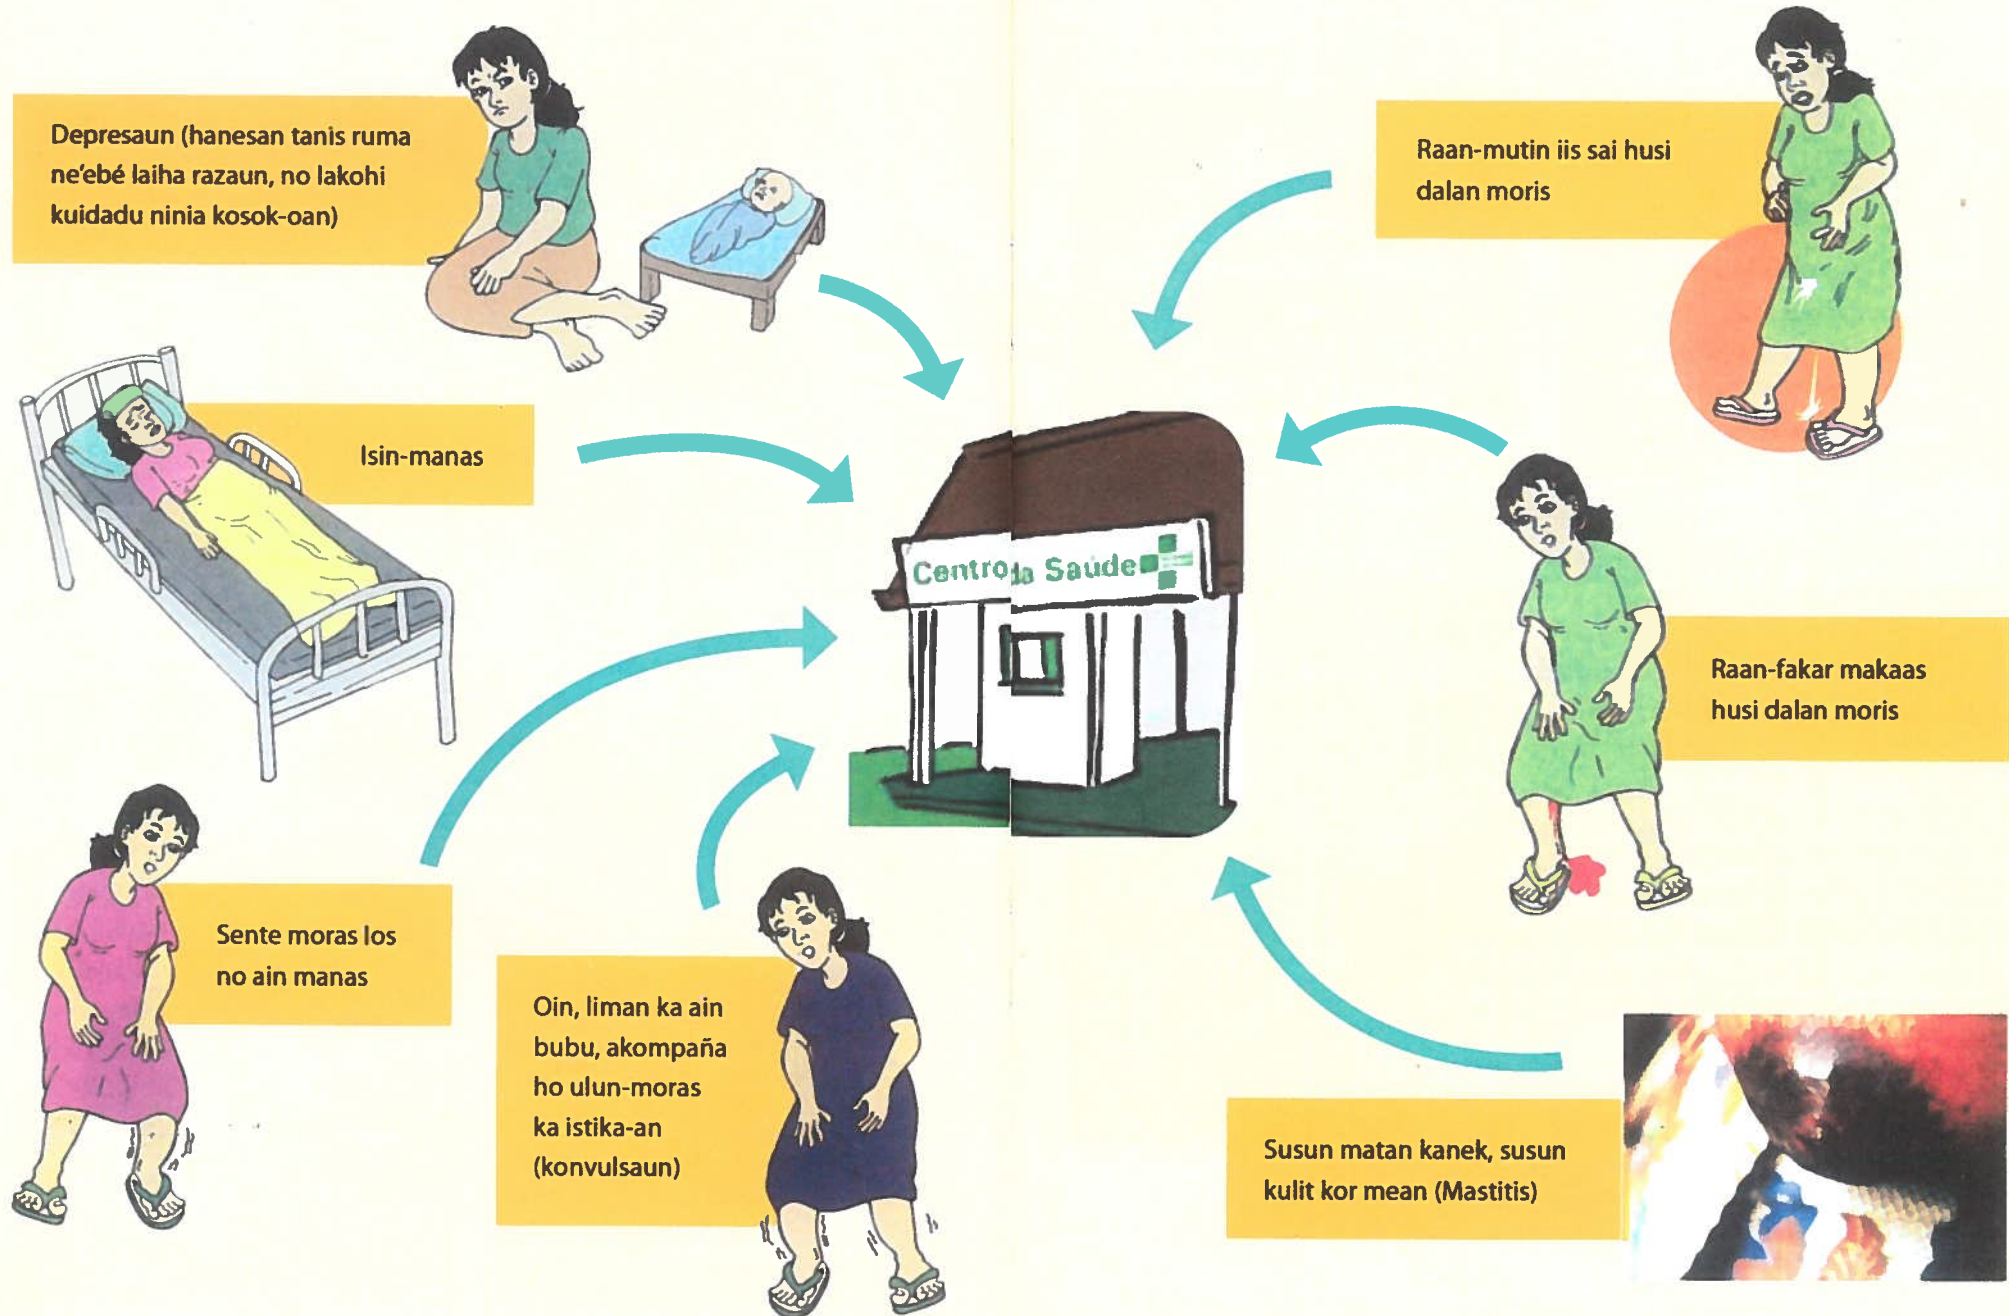 Depresaun (hanesan tanis ruma
ne'ebé laiha razaun, no lakohi
kuidadu ninia kosok-oan)
Raan-mutin iis sai husi
dalan moris
Isin-manas
Centro da Saúde
Raan-fakar makaas
husi dalan moris
Sente moras los
no ain manas
Oin, liman ka ain
bubu, akompaña
ho ulun-moras
ka istika-an
(konvulsaun)
Susun matan kanek, susun
kulit kor mean (Mastitis)